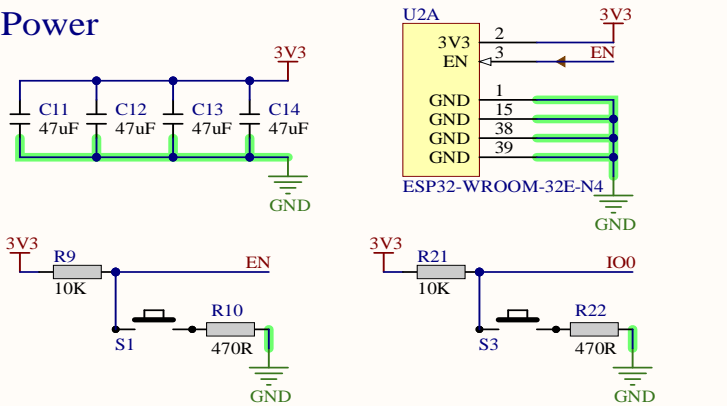 Power
3V3
C11
47uF
C12
47uF
C13
47uF
C14
47uF
GND
U2A
3V3
3V3 2
EN 3
EN
GND 1
GND 15
GND 38
GND 39
ESP32-WROOM-32E-N4
GND
3V3
R9
10K
EN
S1
R10
470R
GND
3V3
R21
10K
IO0
S3
R22
470R
GND